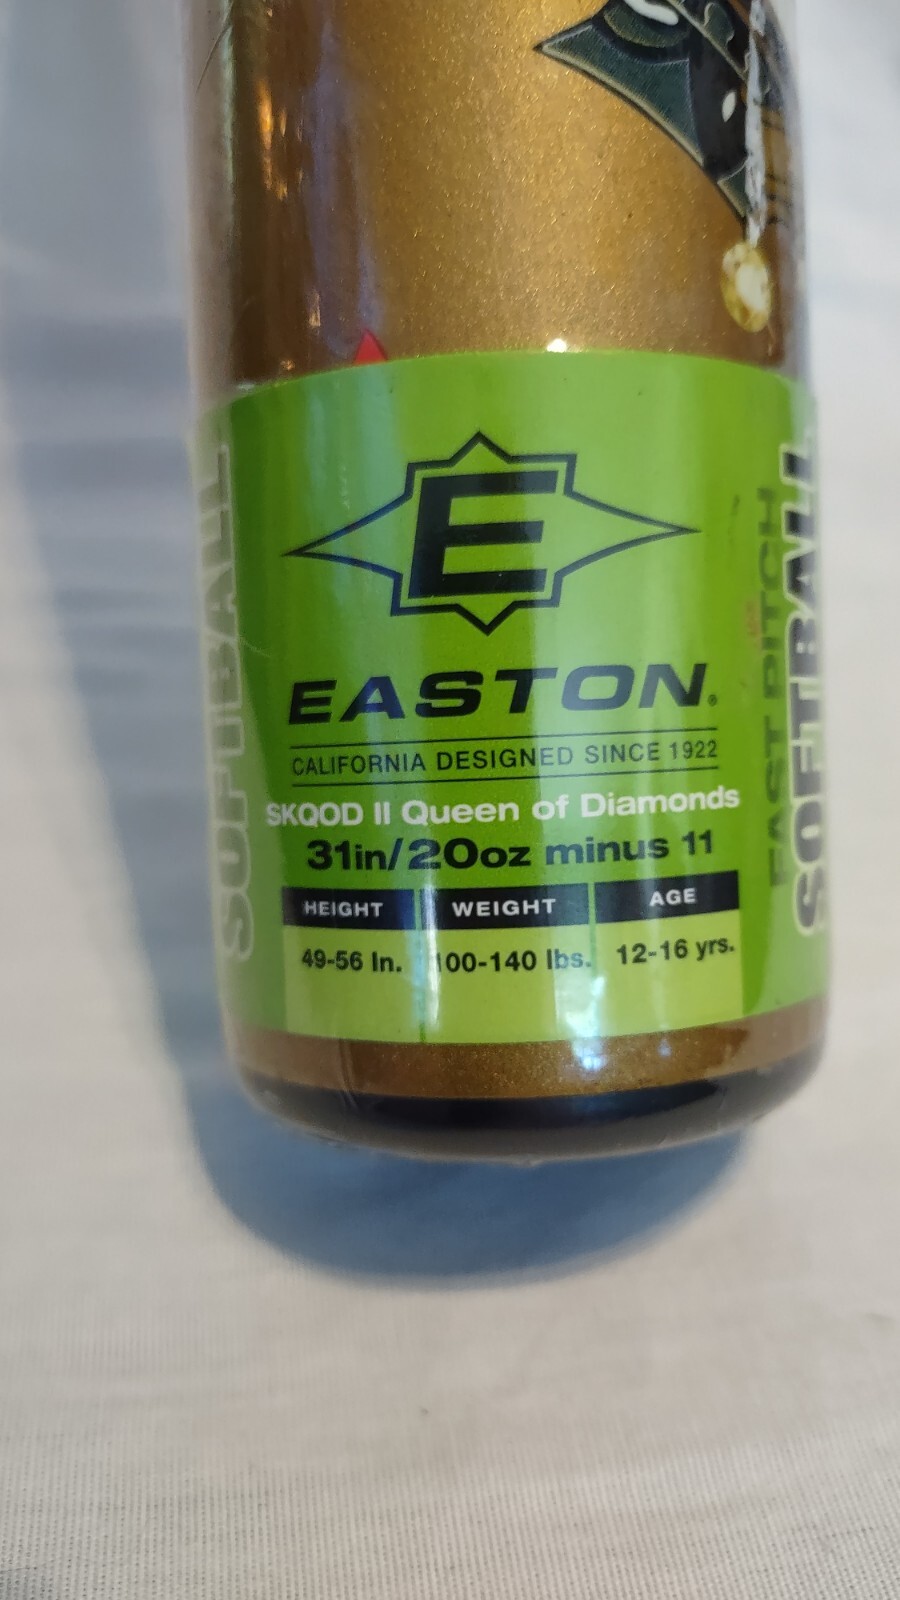 E
EASTON®
CALIFORNIA DESIGNED SINCE 1922
SKQOD II Queen of Diamonds
31in/20oz minus 11
HEIGHT WEIGHT AGE
49-56 In. 100-140 lbs. 12-16 yrs.
SOFTBALL
FAST PITCH
SOFTBALL